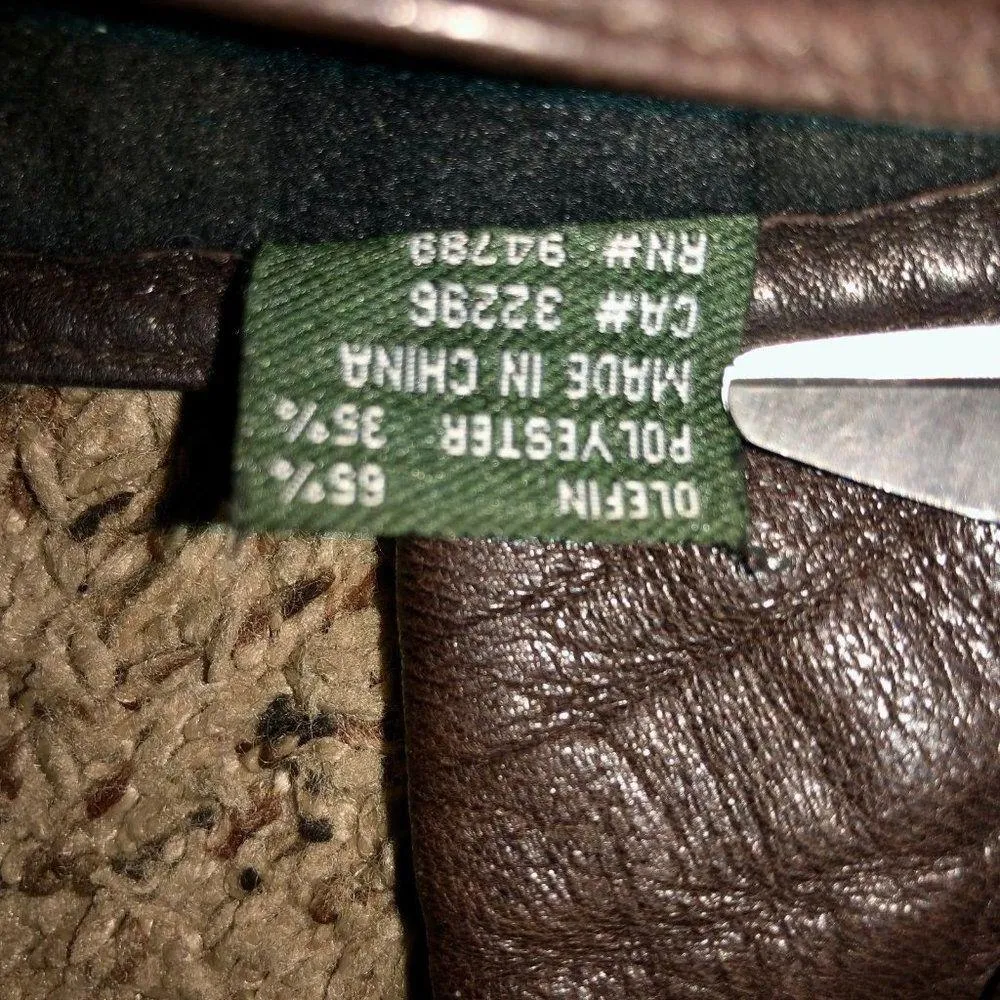 OLEFIN 65%
POLYESTER 35%
MADE IN CHINA
CA# 32296
RN# 94789